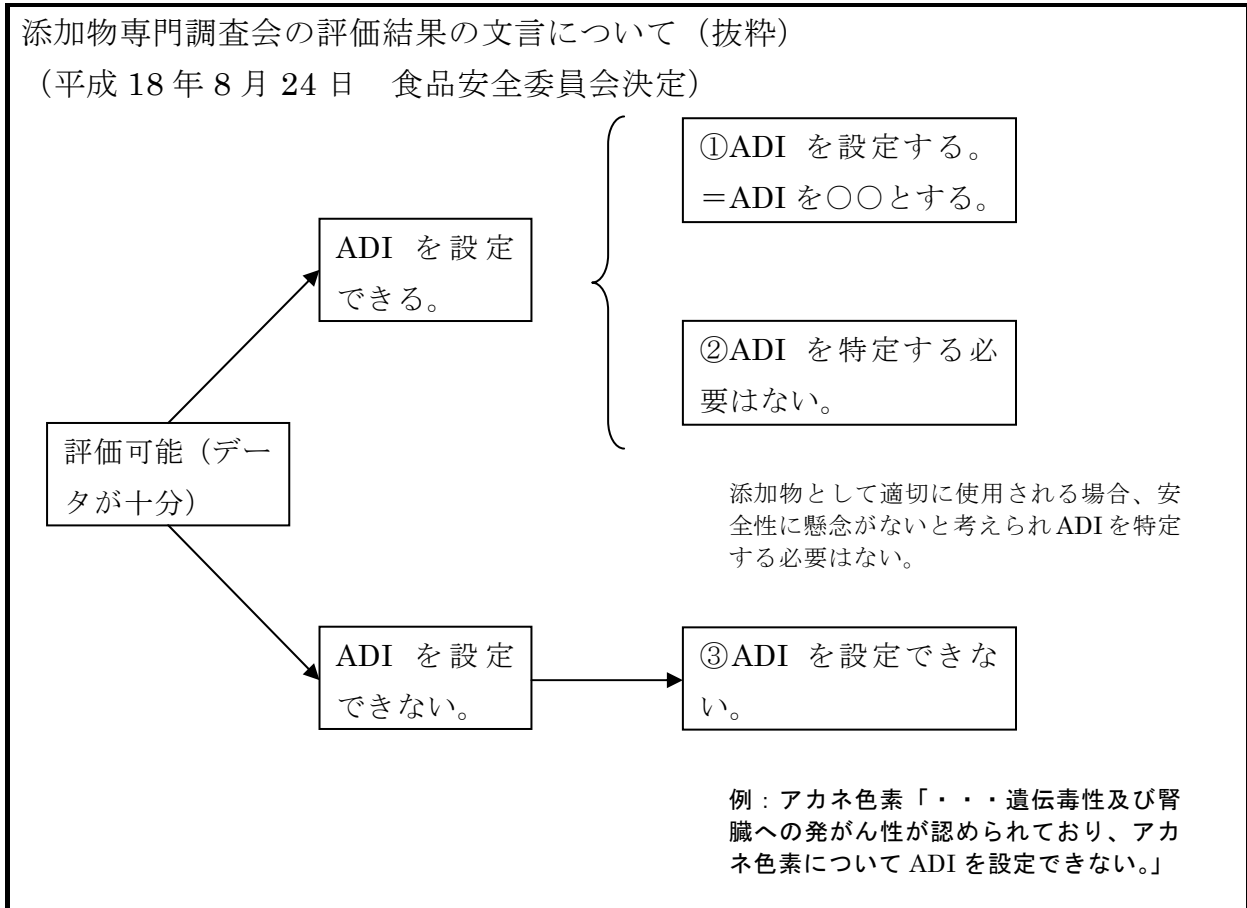 添加物専門調査会の評価結果の文言について（抜粋）
（平成 18 年 8 月 24 日　食品安全委員会決定）
①ADI を設定する。
＝ADI を○○とする。
ADI を設定
できる。
②ADI を特定する必
要はない。
評価可能（デー
タが十分）
添加物として適切に使用される場合、安
全性に懸念がないと考えられ ADI を特定
する必要はない。
ADI を設定
できない。
③ADI を設定できな
い。
例：アカネ色素「・・・遺伝毒性及び腎
臓への発がん性が認められており、アカ
ネ色素について ADI を設定できない。」